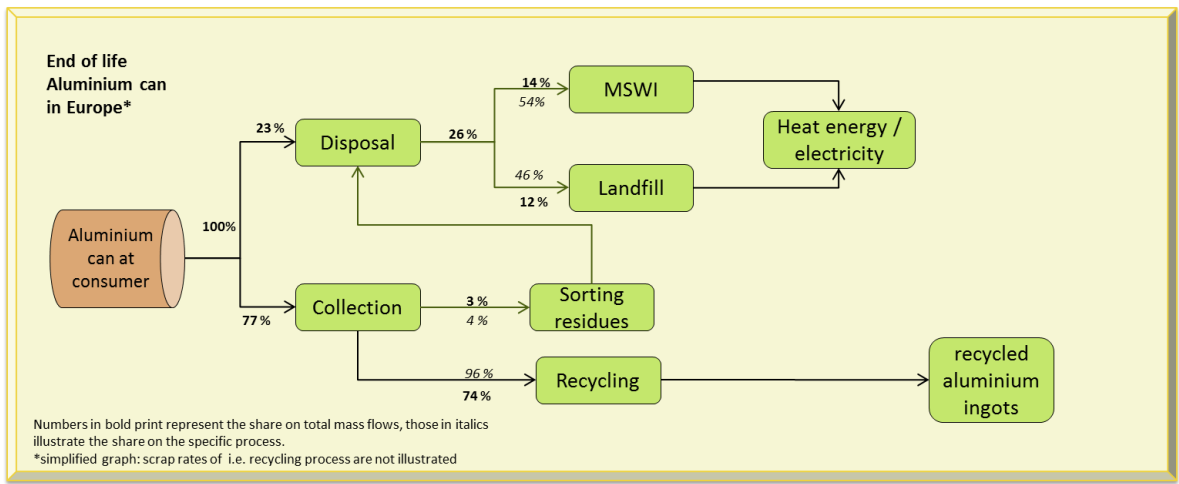 End of life
Aluminium can
in Europe*
14 %
54%
MSWI
23 %
Disposal
26 %
Heat energy /
electricity
46 %
12 %
Landfill
100%
Aluminium
can at
consumer
77 %
Collection
3 %
4 %
Sorting
residues
96 %
74 %
Recycling
recycled
aluminium
ingots
Numbers in bold print represent the share on total mass flows, those in italics
illustrate the share on the specific process.
*simplified graph: scrap rates of i.e. recycling process are not illustrated